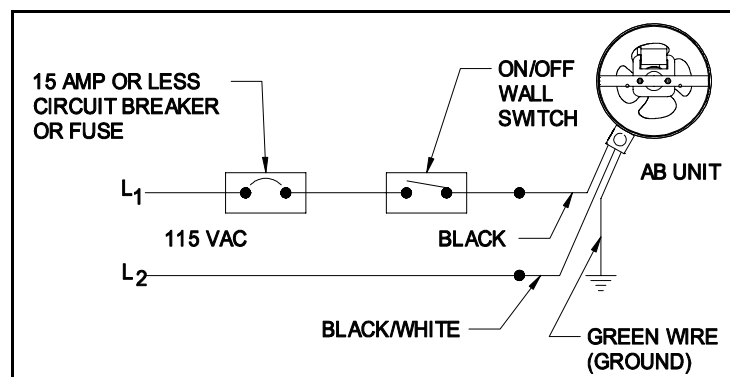 15 AMP OR LESS
CIRCUIT BREAKER
OR FUSE
ON/OFF
WALL
SWITCH
AB UNIT
L1
115 VAC
BLACK
L2
BLACK/WHITE
GREEN WIRE
(GROUND)